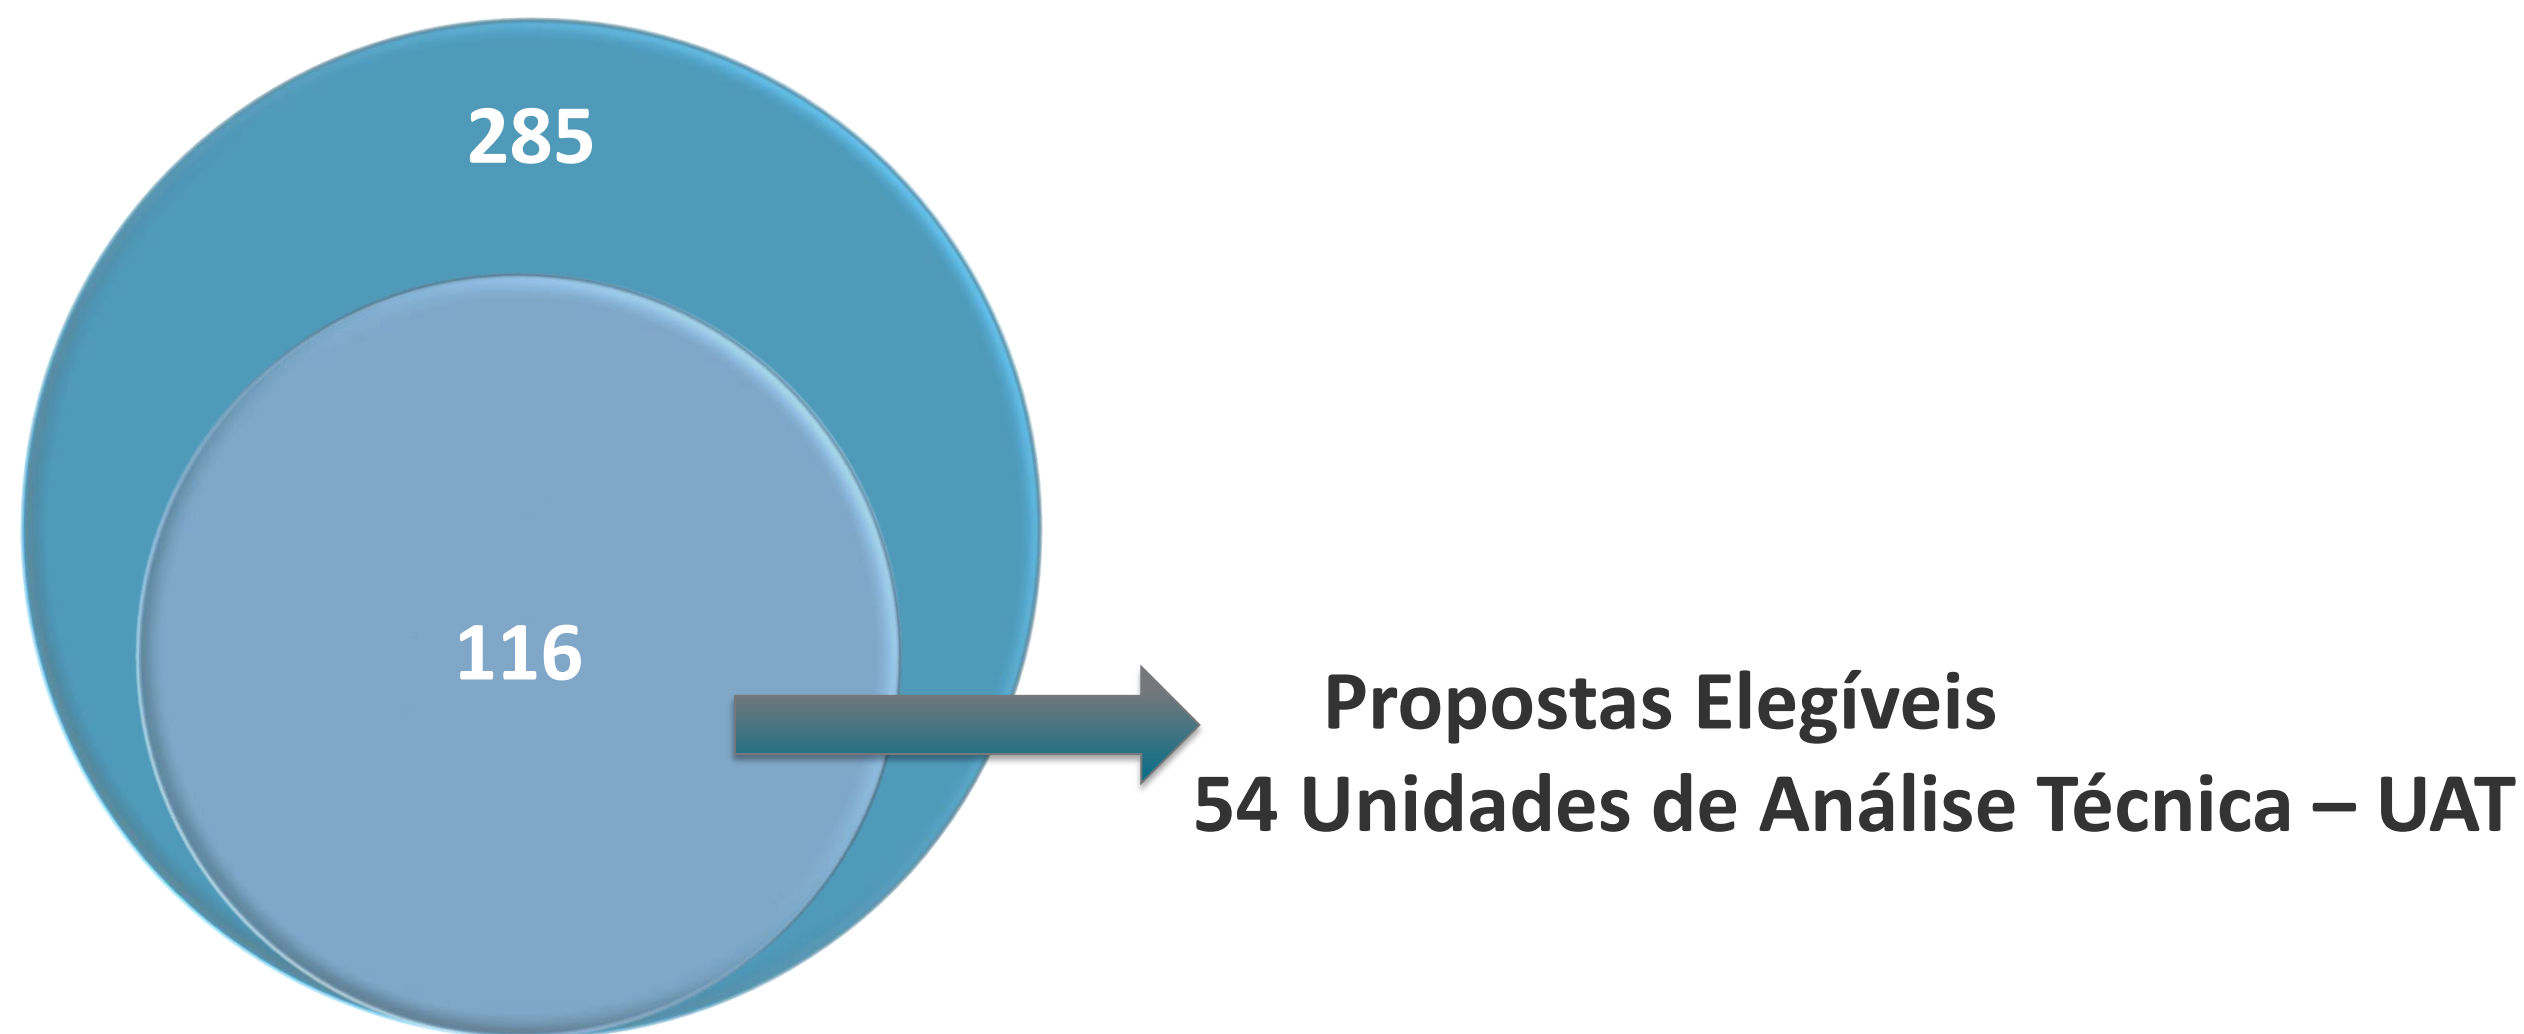 285
116
Propostas Elegíveis
54 Unidades de Análise Técnica – UAT